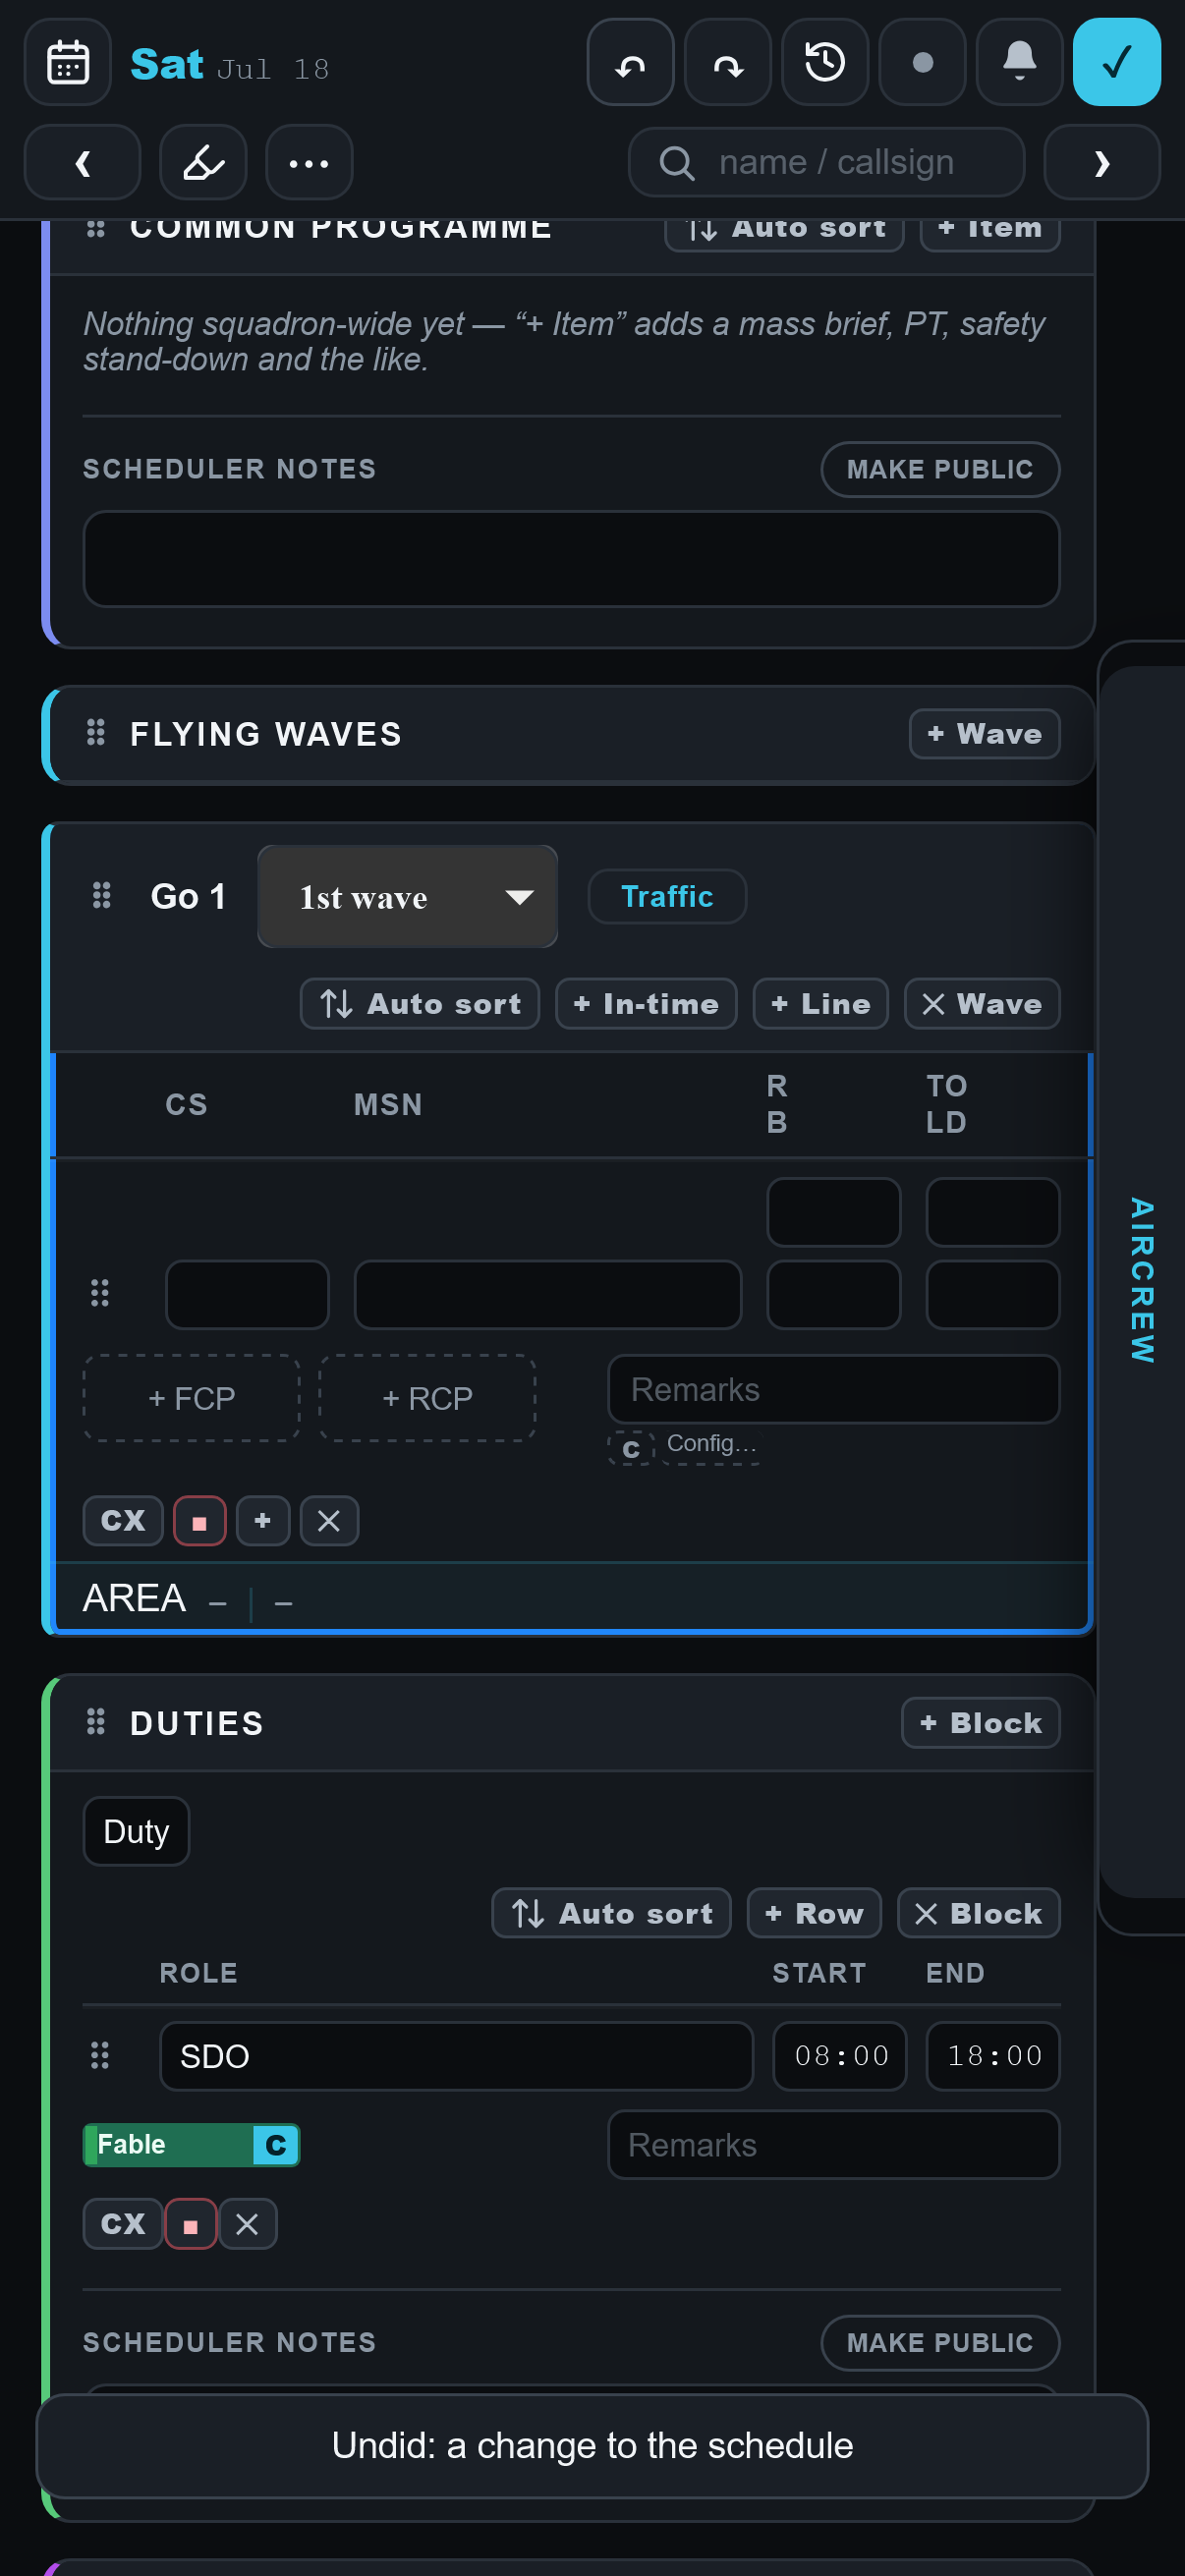 Sat Jul 18
name / callsign
COMMON PROGRAMME Auto sort + Item
Nothing squadron-wide yet — “+ Item” adds a mass brief, PT, safety
stand-down and the like.
SCHEDULER NOTES MAKE PUBLIC
FLYING WAVES + Wave
Go 1 1st wave Traffic
Auto sort + In-time + Line × Wave
CS MSN R B TO LD
+ FCP + RCP Remarks
C Config...
CX + ×
AREA – | –
AIRCREW
DUTIES + Block
Duty
Auto sort + Row × Block
ROLE START END
SDO 08:00 18:00
Fable C Remarks
CX ×
SCHEDULER NOTES MAKE PUBLIC
Undid: a change to the schedule